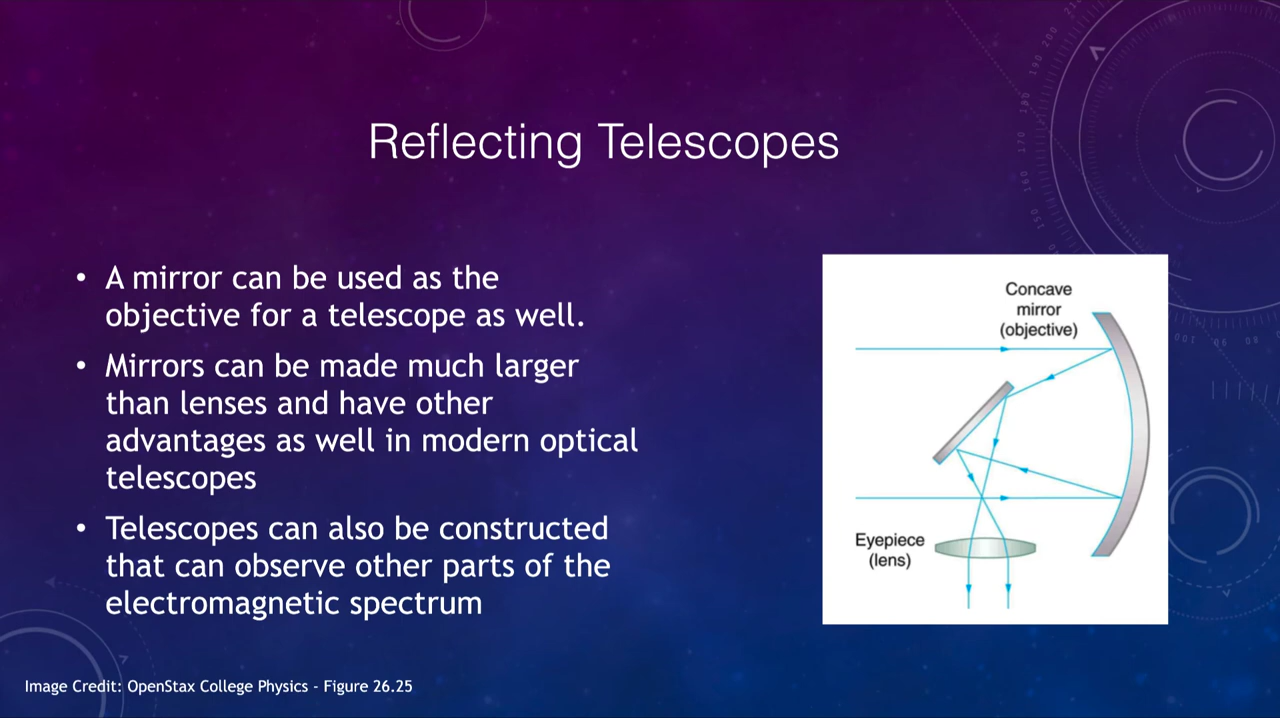 Reflecting Telescopes
• A mirror can be used as the
objective for a telescope as well.
• Mirrors can be made much larger
than lenses and have other
advantages as well in modern optical
telescopes
• Telescopes can also be constructed
that can observe other parts of the
electromagnetic spectrum
Concave
mirror
(objective)
Eyepiece
(lens)
Image Credit: OpenStax College Physics - Figure 26.25